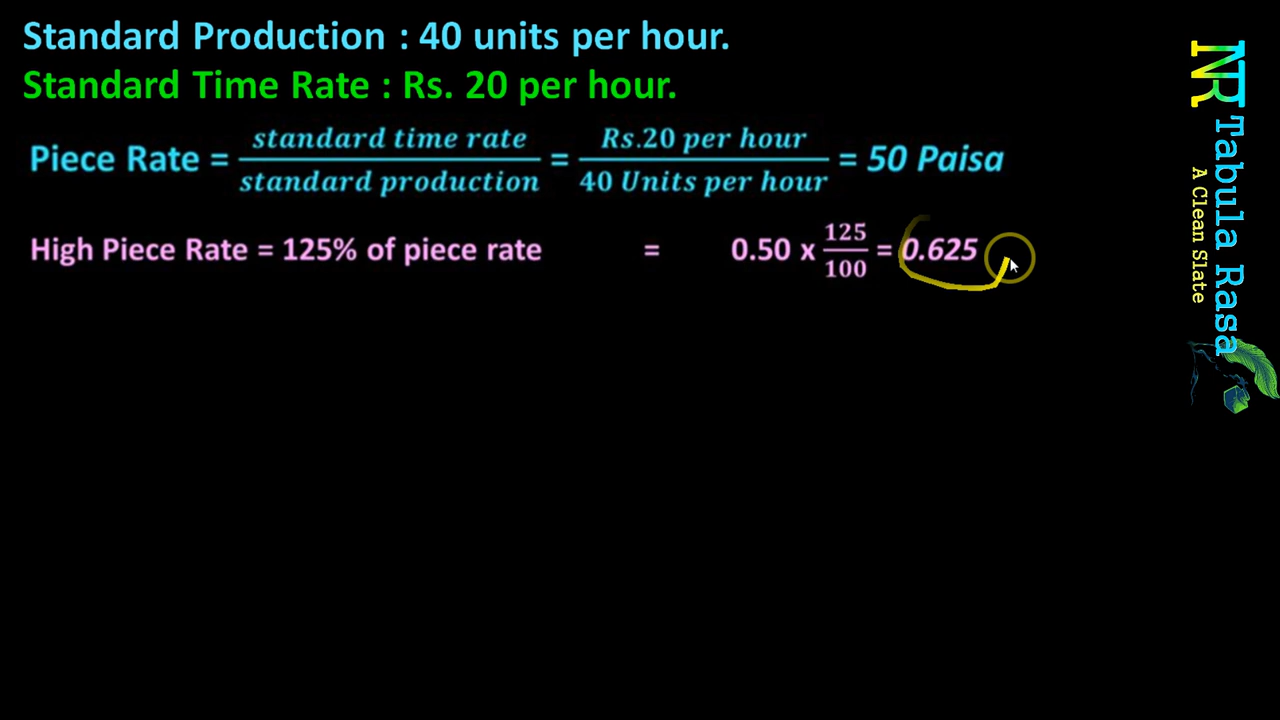 Standard Production : 40 units per hour.
Standard Time Rate : Rs. 20 per hour.
Piece Rate = standard time rate / standard production = Rs.20 per hour / 40 Units per hour = 50 Paisa
High Piece Rate = 125% of piece rate = 0.50 x 125/100 = 0.625
NTR
Tabula Rasa
A Clean Slate